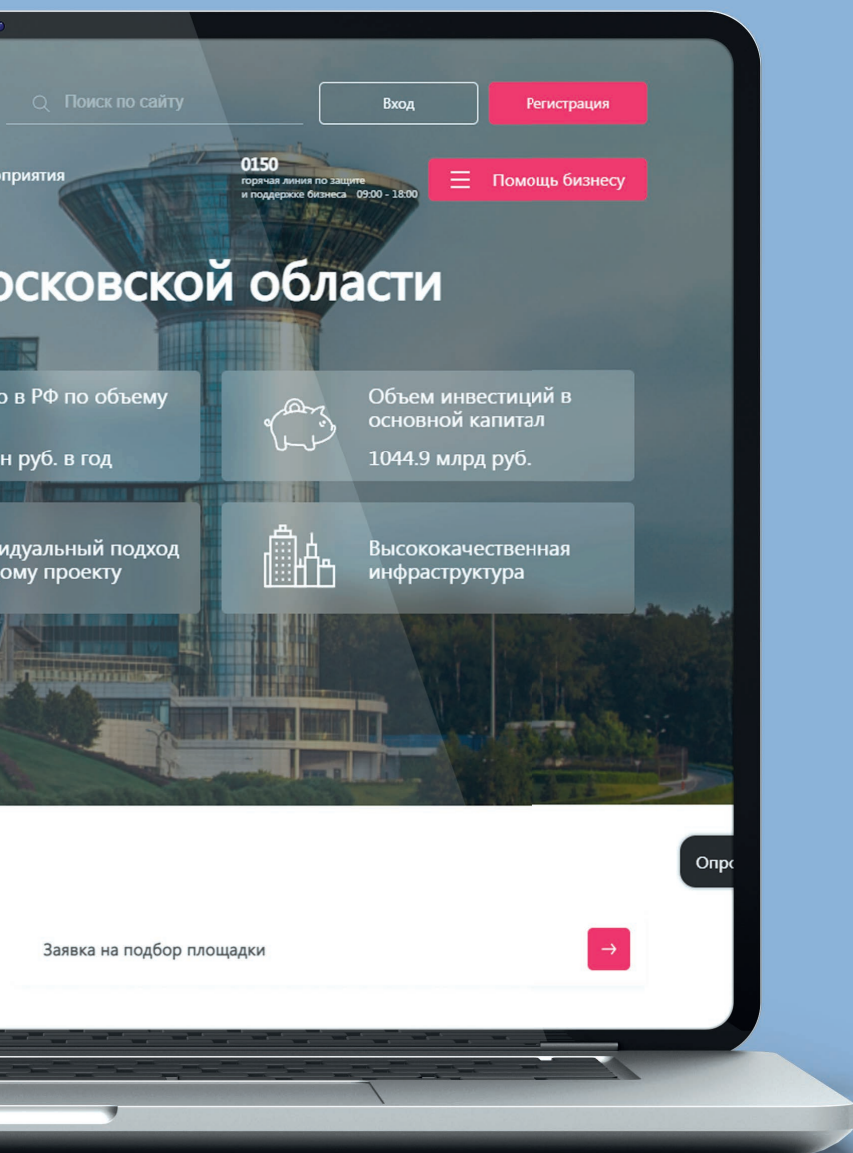 Поиск по сайту
Вход
Регистрация
оприятия
0150
горячая линия по защите
и поддержке бизнеса 09:00 - 18:00
Помощь бизнесу
осковской области
о в РФ по объему
н руб. в год
Объем инвестиций в
основной капитал
1044.9 млрд руб.
идуальный подход
ому проекту
Высококачественная
инфраструктура
Опро
Заявка на подбор площадки